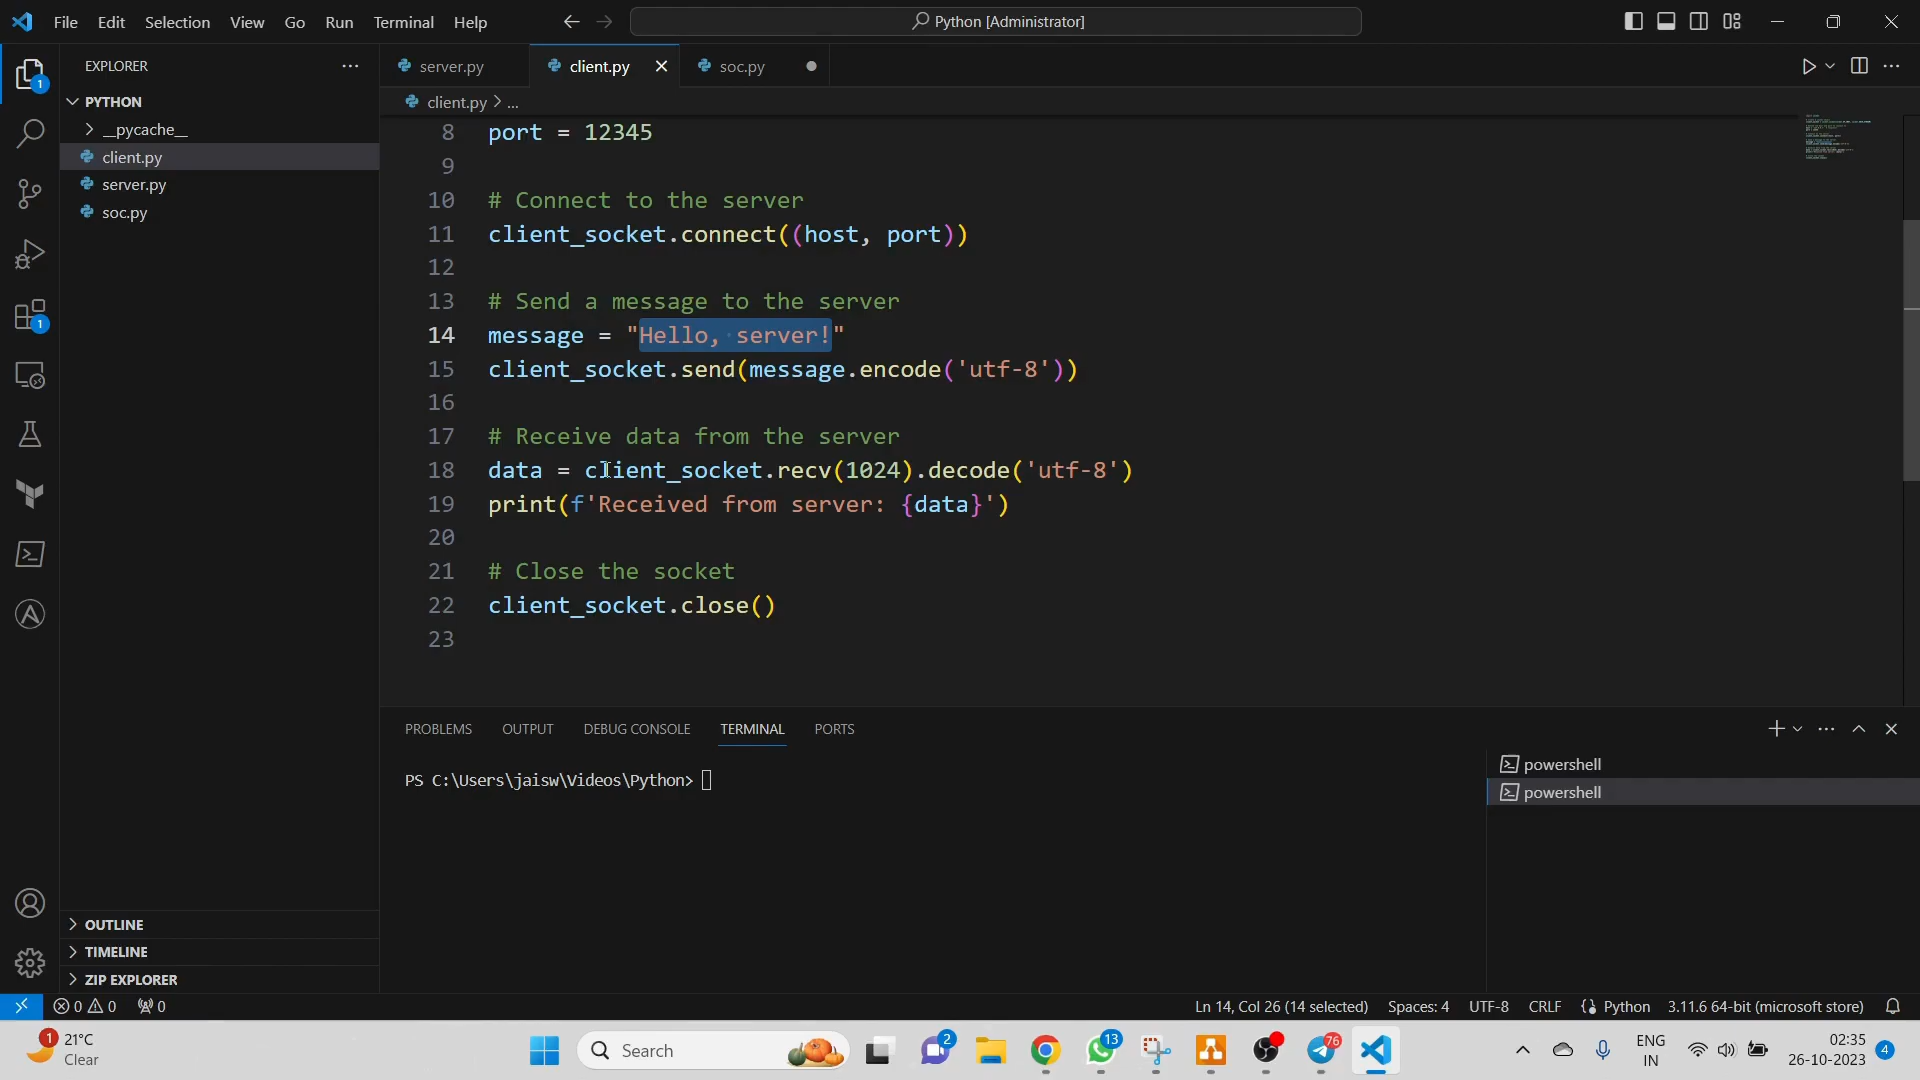 File Edit Selection View Go Run Terminal Help
Python [Administrator]
EXPLORER
PYTHON
__pycache__
client.py
server.py
soc.py
OUTLINE
TIMELINE
ZIP EXPLORER
server.py client.py soc.py
client.py > ...
8 port = 12345
9
10 # Connect to the server
11 client_socket.connect((host, port))
12
13 # Send a message to the server
14 message = "Hello, server!"
15 client_socket.send(message.encode('utf-8'))
16
17 # Receive data from the server
18 data = client_socket.recv(1024).decode('utf-8')
19 print(f'Received from server: {data}')
20
21 # Close the socket
22 client_socket.close()
23
PROBLEMS OUTPUT DEBUG CONSOLE TERMINAL PORTS
PS C:\Users\jaisw\Videos\Python>
powershell
powershell
0 0 0 Ln 14, Col 26 (14 selected) Spaces: 4 UTF-8 CRLF Python 3.11.6 64-bit (microsoft store)
1 21°C
Clear
Search
2
13
76
ENG
IN
02:35
26-10-2023
4
1
1